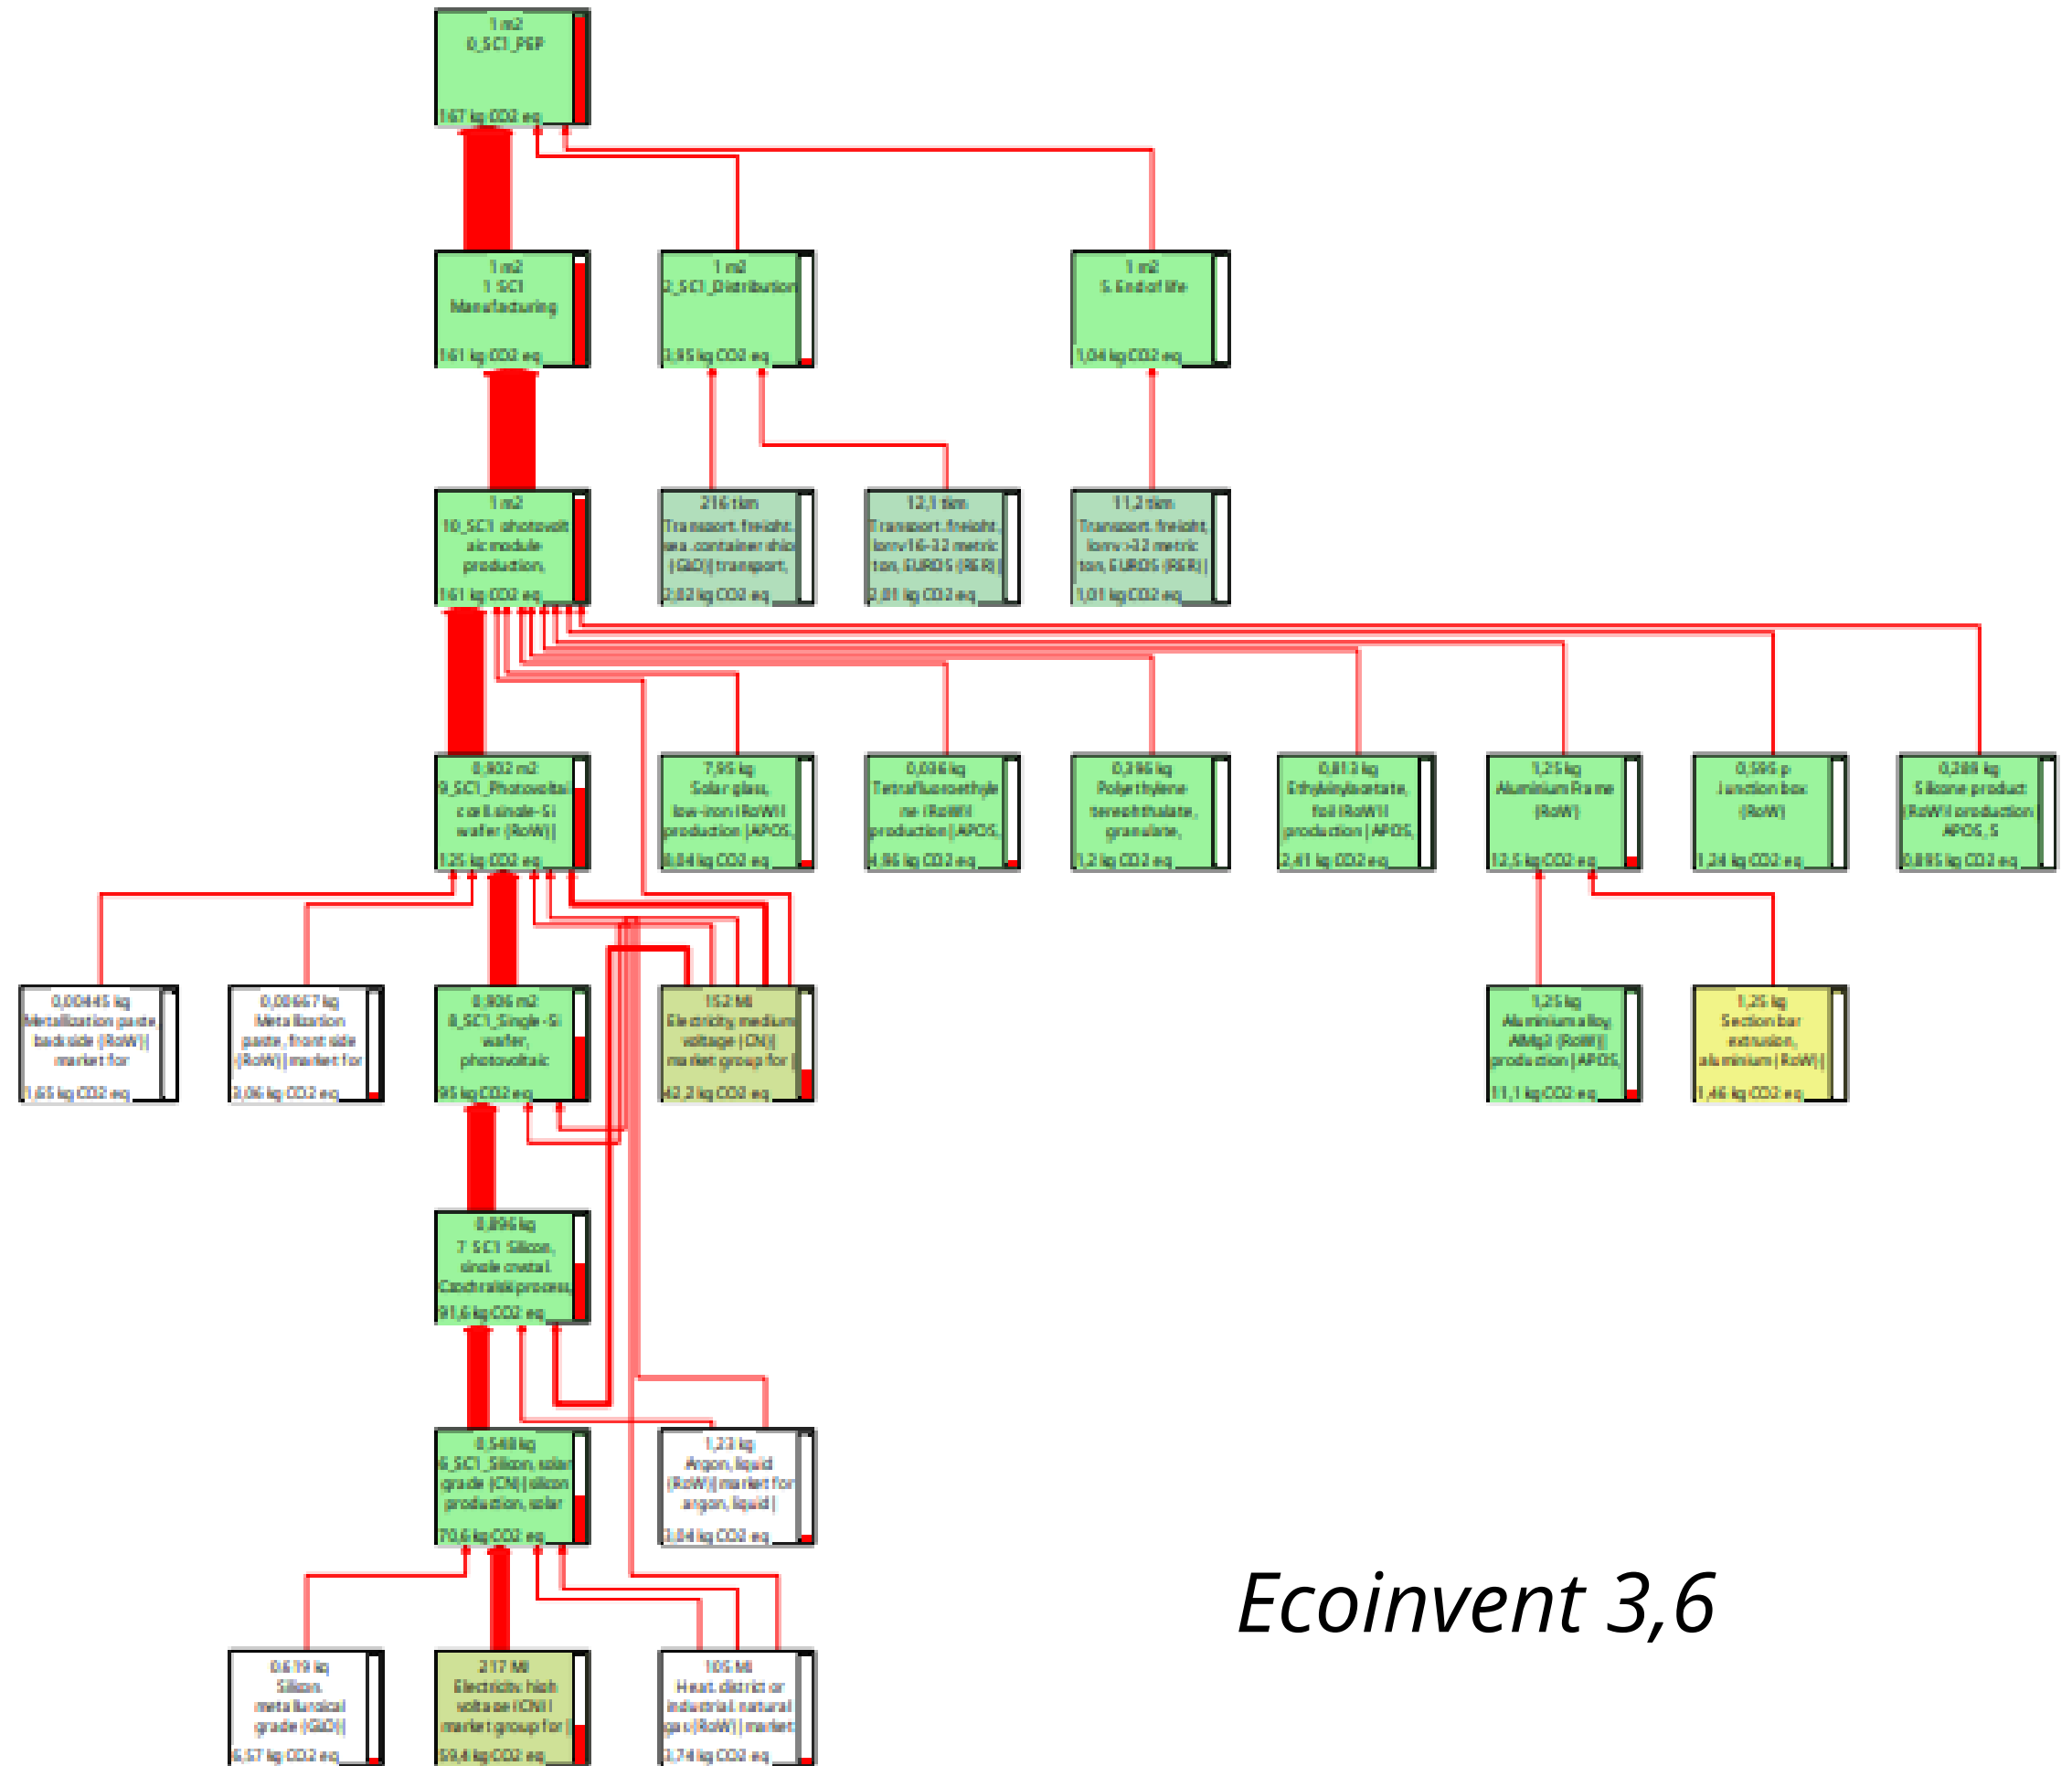 1 m2
0_SC1_PEP
167 kg CO2 eq
1 m2
1 SC1
Manufacturing
161 kg CO2 eq
1 m2
2_SC1_Distribution
3,95 kg CO2 eq
1 m2
5. End of life
1,04 kg CO2 eq
1 m2
10_SC1 photovolt
aic module
production,
161 kg CO2 eq
216 tkm
Transport, freight,
sea, container ship
{GLO}| transport,
2,02 kg CO2 eq
12,1 tkm
Transport, freight,
lorry 16-32 metric
ton, EURO5 {RER}|
2,01 kg CO2 eq
11,2 tkm
Transport, freight,
lorry >32 metric
ton, EURO5 {RER}|
1,01 kg CO2 eq
0,902 m2
9_SC1_Photovoltai
c cell, single-Si
wafer {RoW}|
125 kg CO2 eq
7,95 kg
Solar glass,
low-iron {RoW}|
production | APOS,
8,04 kg CO2 eq
0,036 kg
Tetrafluoroethyle
ne {RoW}|
production | APOS,
4,96 kg CO2 eq
0,396 kg
Polyethylene
terephthalate,
granulate,
1,2 kg CO2 eq
0,813 kg
Ethylvinylacetate,
foil {RoW}|
production | APOS,
2,41 kg CO2 eq
1,25 kg
Aluminium Frame
{RoW}
12,5 kg CO2 eq
0,595 p
Junction box
{RoW}
1,24 kg CO2 eq
0,289 kg
Silicone product
{RoW}| production |
APOS, S
0,895 kg CO2 eq
0,00445 kg
Metallization paste,
back side {RoW}|
market for
1,65 kg CO2 eq
0,00667 kg
Metallization
paste, front side
{RoW}| market for
3,06 kg CO2 eq
0,906 m2
8_SC1_Single-Si
wafer,
photovoltaic
95 kg CO2 eq
152 MJ
Electricity, medium
voltage {CN}|
market group for |
42,2 kg CO2 eq
1,25 kg
Aluminium alloy,
AlMg3 {RoW}|
production | APOS,
11,1 kg CO2 eq
1,25 kg
Section bar
extrusion,
aluminium {RoW}|
1,46 kg CO2 eq
0,896 kg
7 SC1 Silicon,
single crystal,
Czochralski process,
91,6 kg CO2 eq
0,548 kg
6_SC1_Silicon, solar
grade {CN}| silicon
production, solar
70,6 kg CO2 eq
1,23 kg
Argon, liquid
{RoW}| market for
argon, liquid |
3,04 kg CO2 eq
0,619 kg
Silicon,
metallurgical
grade {GLO}|
6,57 kg CO2 eq
217 MJ
Electricity, high
voltage {CN}|
market group for |
59,4 kg CO2 eq
105 MJ
Heat, district or
industrial, natural
gas {RoW}| market
3,74 kg CO2 eq
Ecoinvent 3,6